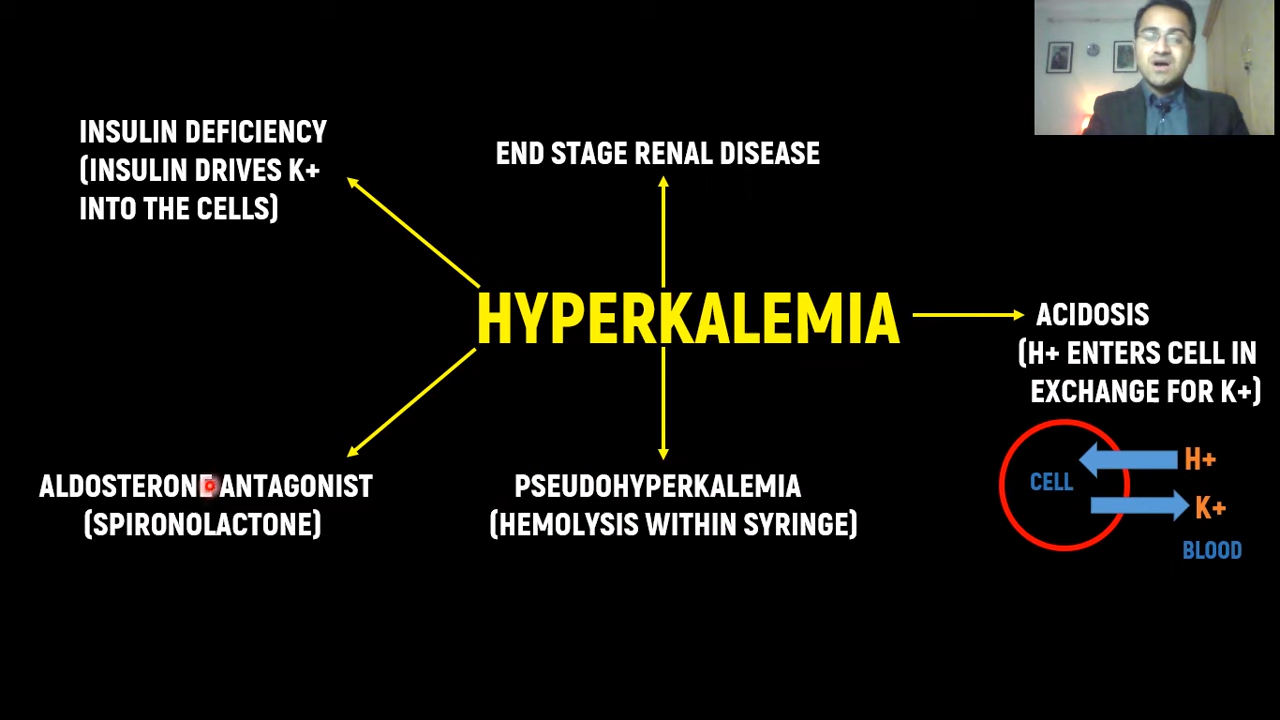 INSULIN DEFICIENCY
(INSULIN DRIVES K+
INTO THE CELLS)
END STAGE RENAL DISEASE
HYPERKALEMIA
ACIDOSIS
(H+ ENTERS CELL IN
EXCHANGE FOR K+)
CELL
H+
K+
BLOOD
ALDOSTERONE ANTAGONIST
(SPIRONOLACTONE)
PSEUDOHYPERKALEMIA
(HEMOLYSIS WITHIN SYRINGE)